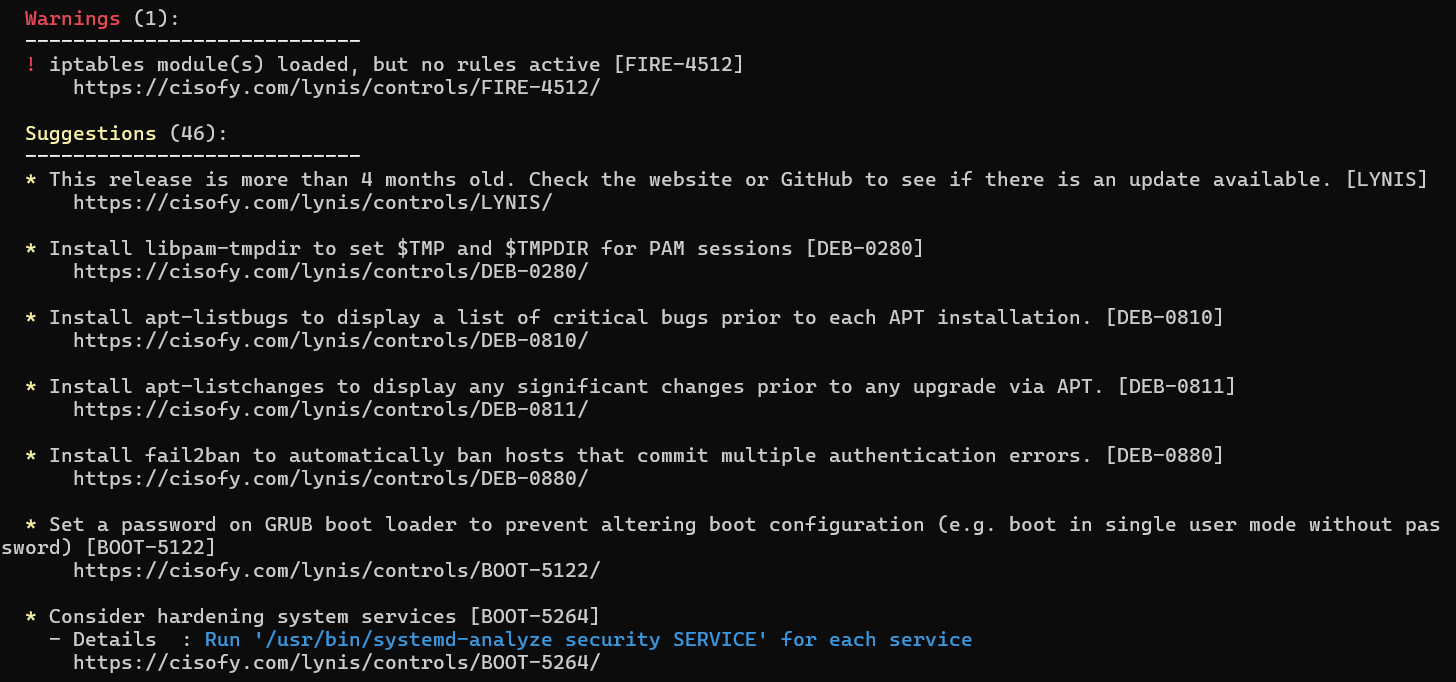 Warnings (1):
----------------------------
! iptables module(s) loaded, but no rules active [FIRE-4512]
https://cisofy.com/lynis/controls/FIRE-4512/
Suggestions (46):
----------------------------
* This release is more than 4 months old. Check the website or GitHub to see if there is an update available. [LYNIS]
https://cisofy.com/lynis/controls/LYNIS/
* Install libpam-tmpdir to set $TMP and $TMPDIR for PAM sessions [DEB-0280]
https://cisofy.com/lynis/controls/DEB-0280/
* Install apt-listbugs to display a list of critical bugs prior to each APT installation. [DEB-0810]
https://cisofy.com/lynis/controls/DEB-0810/
* Install apt-listchanges to display any significant changes prior to any upgrade via APT. [DEB-0811]
https://cisofy.com/lynis/controls/DEB-0811/
* Install fail2ban to automatically ban hosts that commit multiple authentication errors. [DEB-0880]
https://cisofy.com/lynis/controls/DEB-0880/
* Set a password on GRUB boot loader to prevent altering boot configuration (e.g. boot in single user mode without pas
sword) [BOOT-5122]
https://cisofy.com/lynis/controls/BOOT-5122/
* Consider hardening system services [BOOT-5264]
- Details  : Run '/usr/bin/systemd-analyze security SERVICE' for each service
https://cisofy.com/lynis/controls/BOOT-5264/